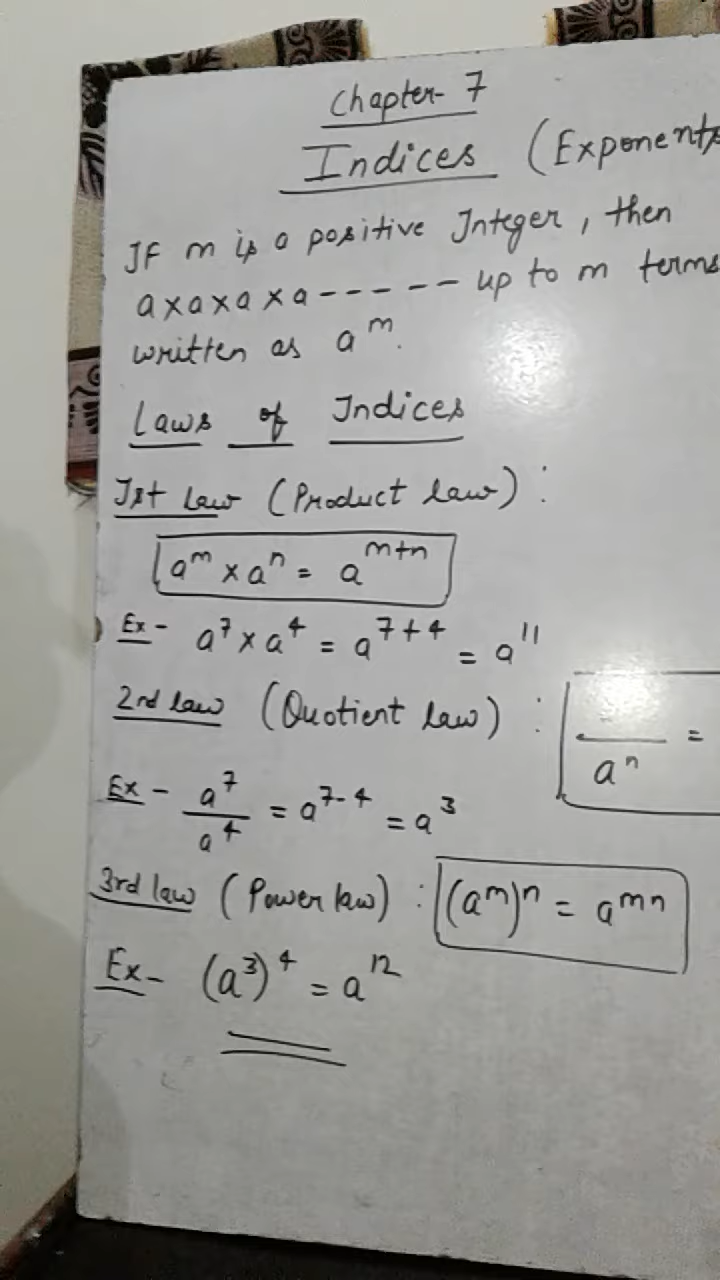 Chapter-7
Indices (Exponents
If m is a positive Integer, then
a×a×a×a------ up to m terms
written as a^m.
Laws of Indices
Ist Law (Product law) :
a^m × a^n = a^{m+n}
Ex- a^7 × a^4 = a^{7+4} = a^{11}
2nd law (Quotient law) : /a^n =
Ex- a^7/a^4 = a^{7-4} = a^3
3rd law (Power law) : (a^m)^n = a^{mn}
Ex- (a^3)^4 = a^{12}